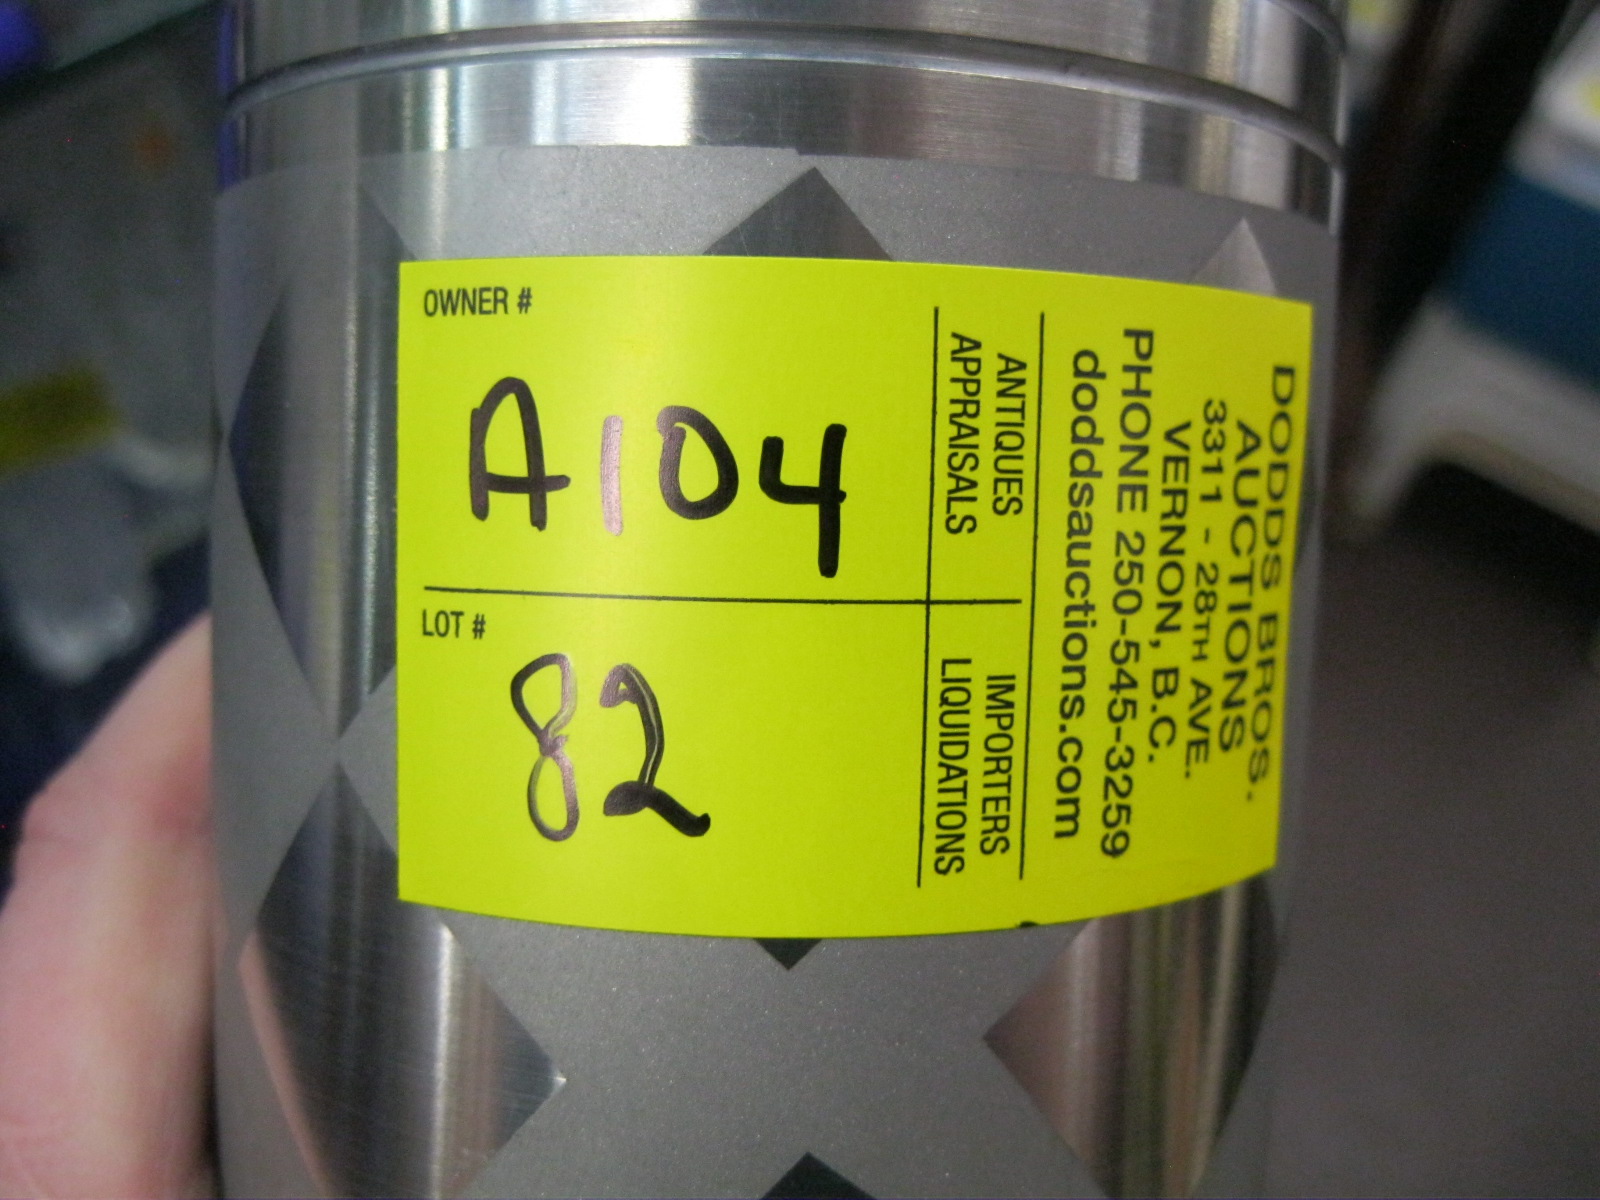 OWNER #
A104
LOT #
82
ANTIQUES
APPRAISALS
IMPORTERS
LIQUIDATIONS
DODDS BROS.
AUCTIONS
3311 - 28TH AVE.
VERNON, B.C.
PHONE 250-545-3259
doddsauctions.com